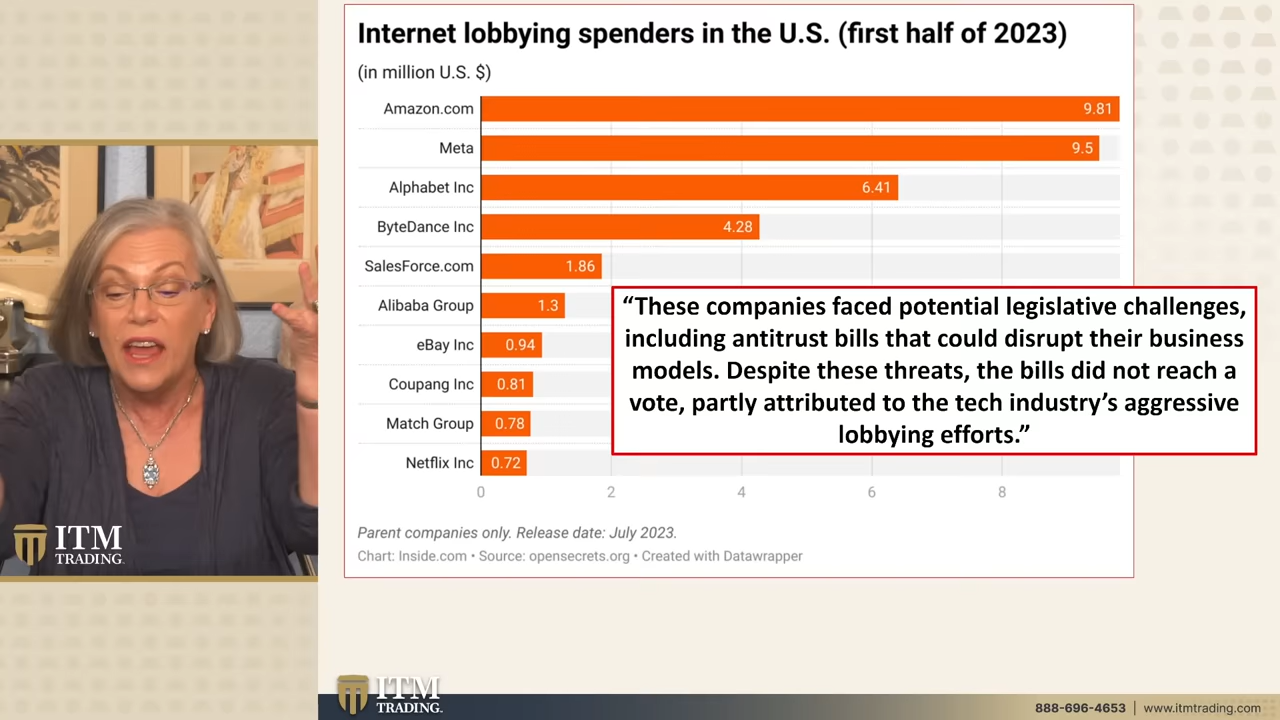 Internet lobbying spenders in the U.S. (first half of 2023)
(in million U.S. $)
Amazon.com 9.81
Meta 9.5
Alphabet Inc 6.41
ByteDance Inc 4.28
SalesForce.com 1.86
Alibaba Group 1.3
eBay Inc 0.94
Coupang Inc 0.81
Match Group 0.78
Netflix Inc 0.72
0 2 4 6 8
“These companies faced potential legislative challenges,
including antitrust bills that could disrupt their business
models. Despite these threats, the bills did not reach a
vote, partly attributed to the tech industry’s aggressive
lobbying efforts.”
Parent companies only. Release date: July 2023.
Chart: Inside.com • Source: opensecrets.org • Created with Datawrapper
ITM
TRADING
ITM
TRADING
888-696-4653 | www.itmtrading.com